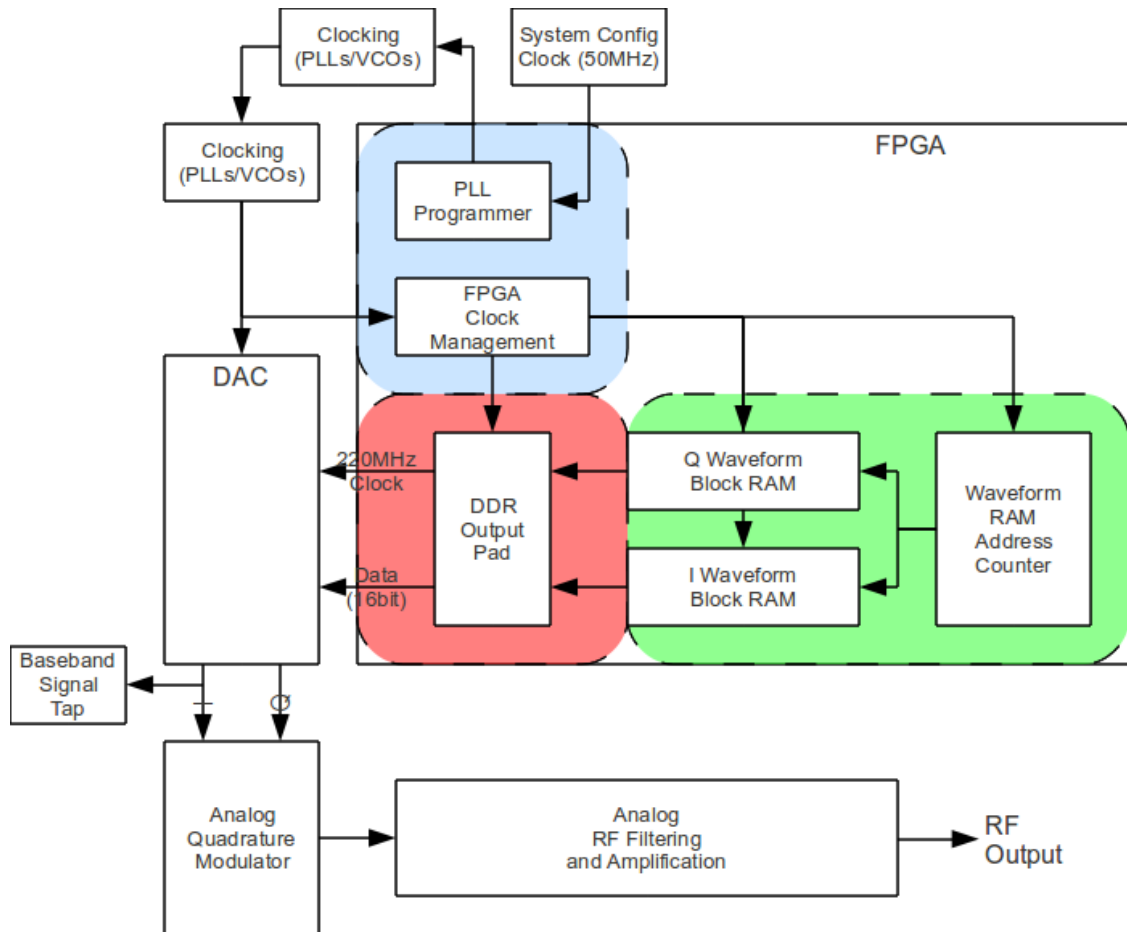 Clocking
(PLLs/VCOs)
System Config
Clock (50MHz)
Clocking
(PLLs/VCOs)
FPGA
PLL
Programmer
FPGA
Clock
Management
DAC
220MHz
Clock
DDR
Output
Pad
Q Waveform
Block RAM
Waveform
RAM
Address
Counter
I Waveform
Block RAM
Data
(16bit)
Baseband
Signal
Tap
I
Q
Analog
Quadrature
Modulator
Analog
RF Filtering
and Amplification
RF
Output